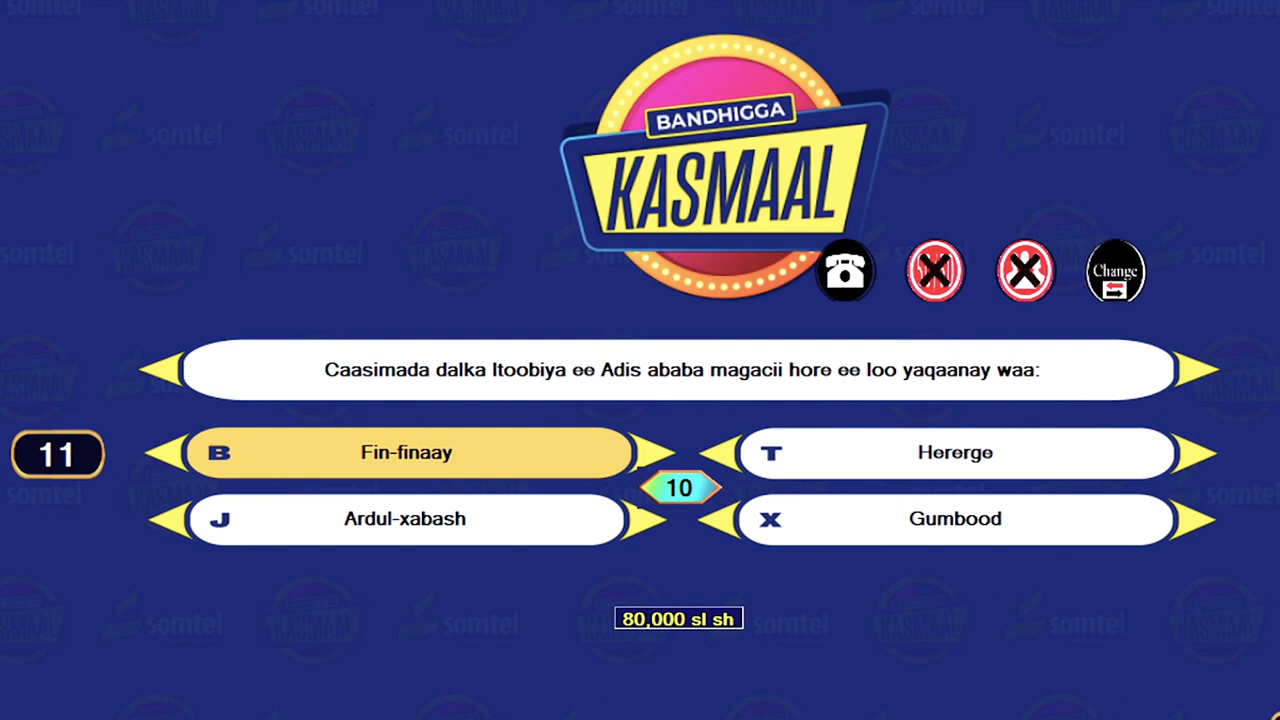 BANDHIGGA
KASMAAL
Change
Caasimada dalka Itoobiya ee Adis ababa magacii hore ee loo yaqaanay waa:
11
B Fin-finaay
T Hererge
10
J Ardul-xabash
X Gumbood
80,000 sl sh
somtel